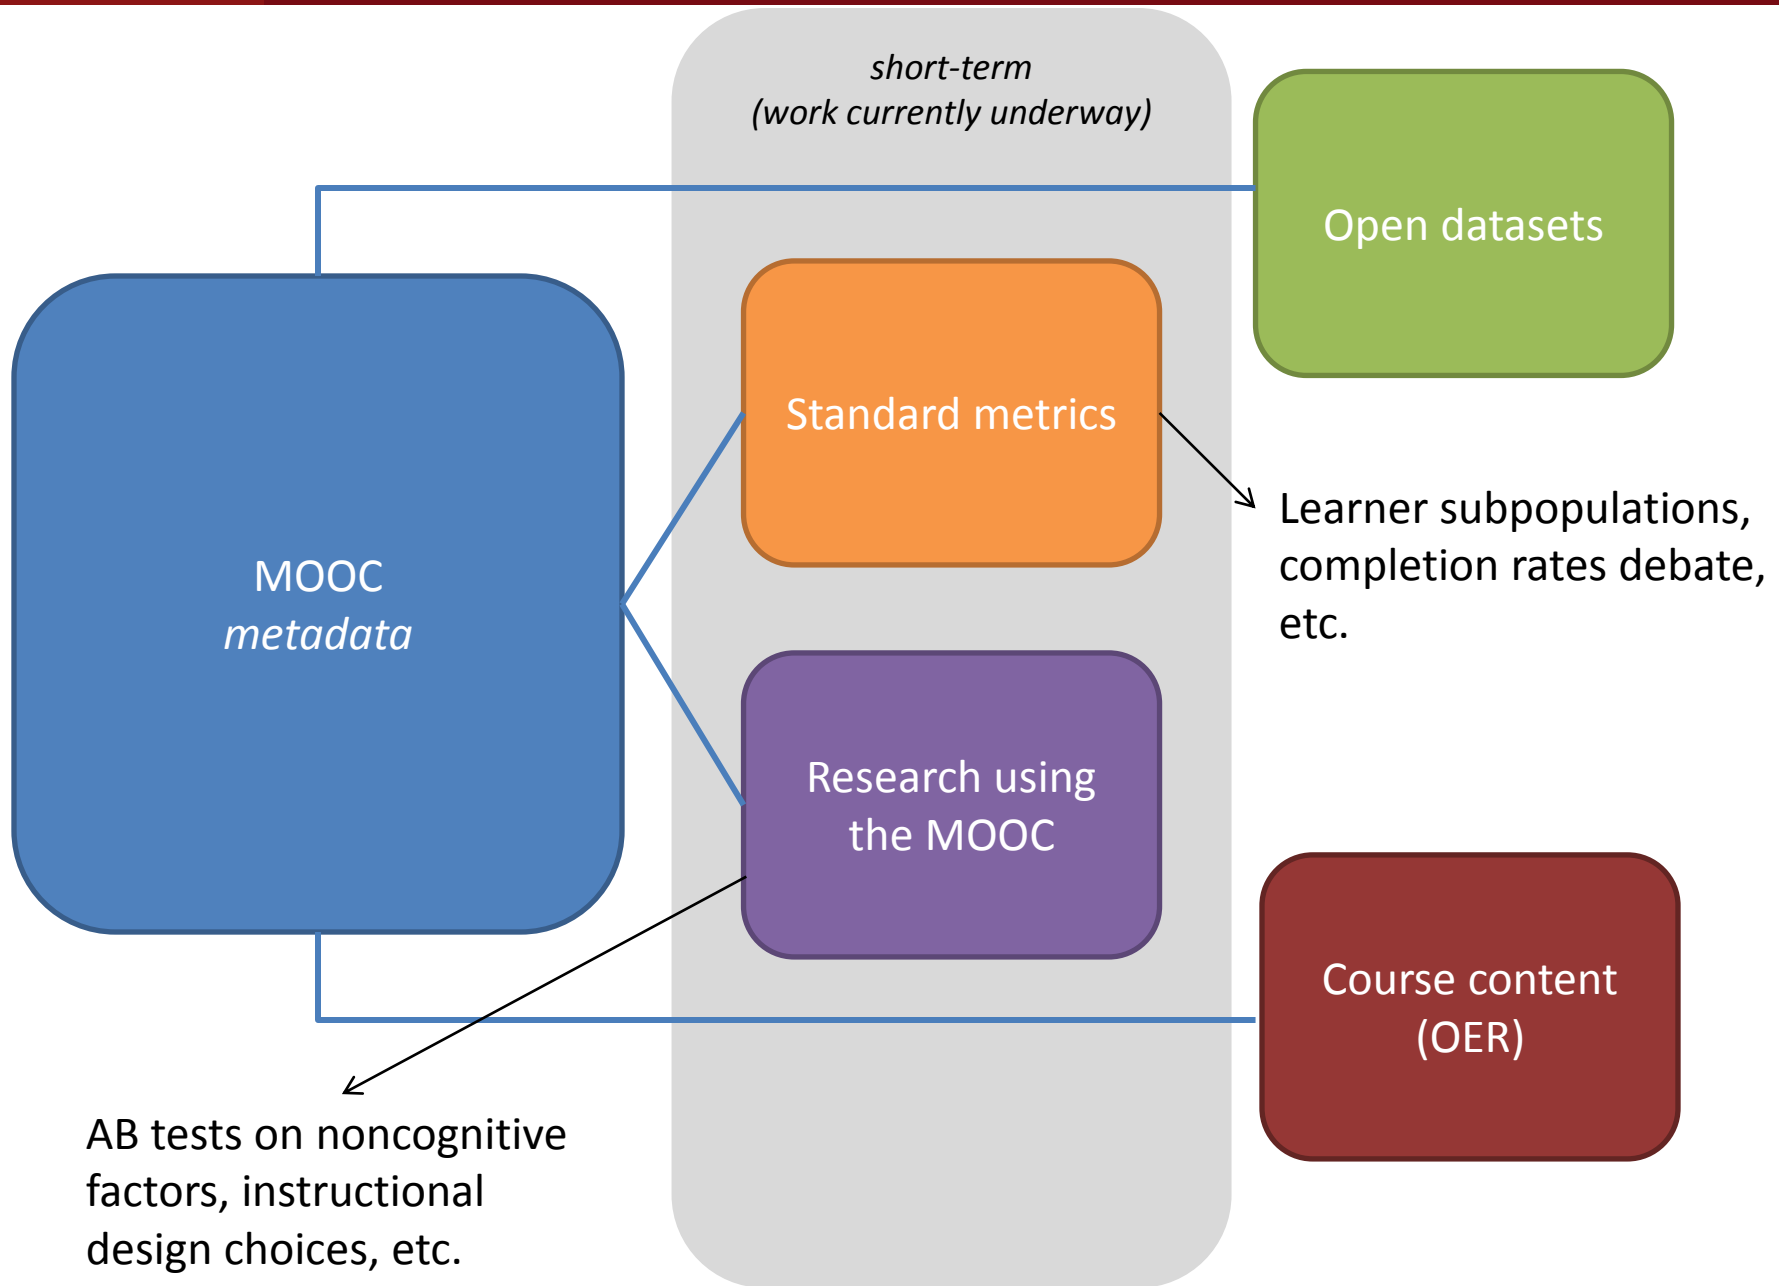 short-term
(work currently underway)
Open datasets
Standard metrics
Learner subpopulations,
completion rates debate,
etc.
MOOC
metadata
Research using
the MOOC
Course content
(OER)
AB tests on noncognitive
factors, instructional
design choices, etc.